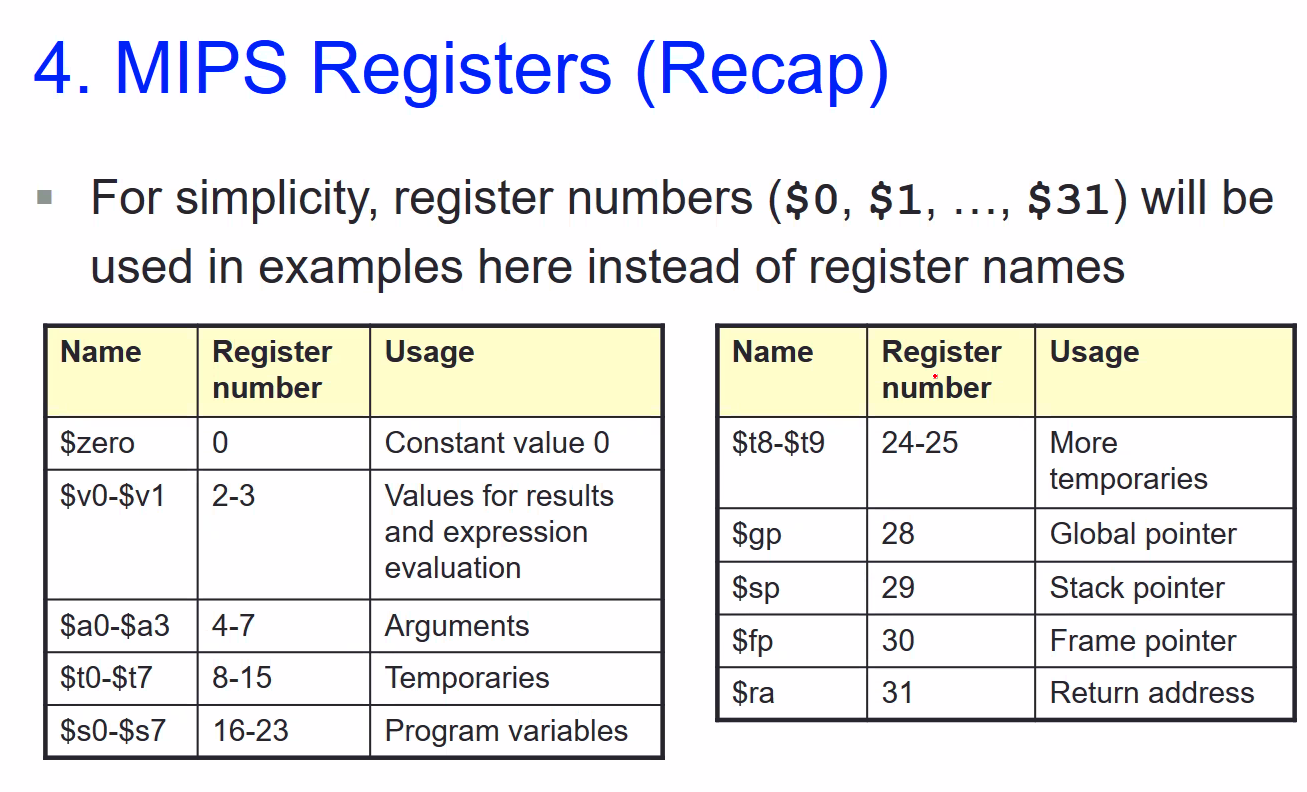 4. MIPS Registers (Recap)
For simplicity, register numbers ($0, $1, …, $31) will be
used in examples here instead of register names
Name Register number Usage
$zero 0 Constant value 0
$v0-$v1 2-3 Values for results
and expression
evaluation
$a0-$a3 4-7 Arguments
$t0-$t7 8-15 Temporaries
$s0-$s7 16-23 Program variables
Name Register number Usage
$t8-$t9 24-25 More
temporaries
$gp 28 Global pointer
$sp 29 Stack pointer
$fp 30 Frame pointer
$ra 31 Return address